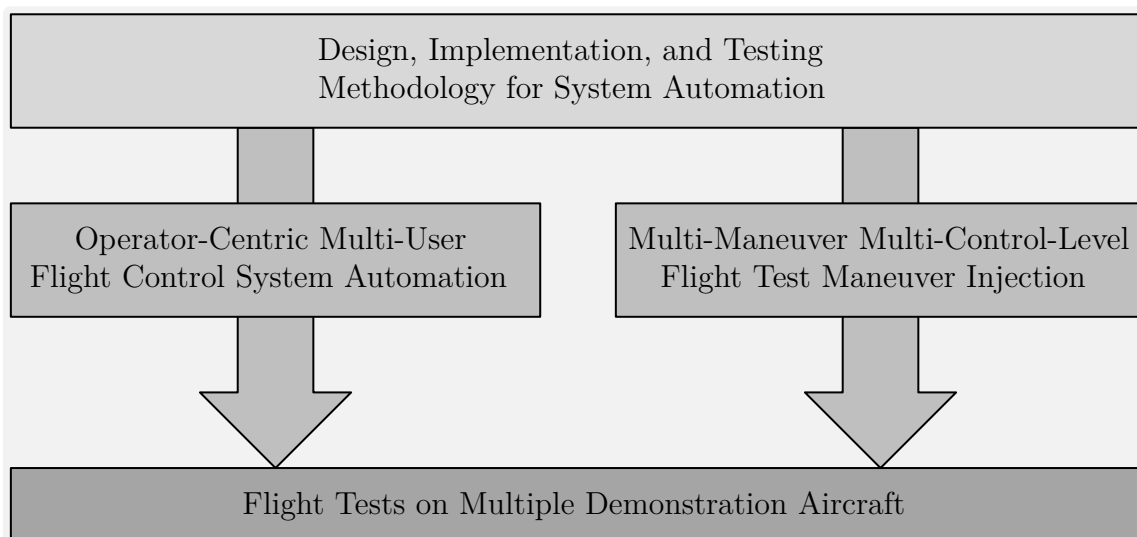 Design, Implementation, and Testing
Methodology for System Automation
Operator-Centric Multi-User
Flight Control System Automation
Multi-Maneuver Multi-Control-Level
Flight Test Maneuver Injection
Flight Tests on Multiple Demonstration Aircraft